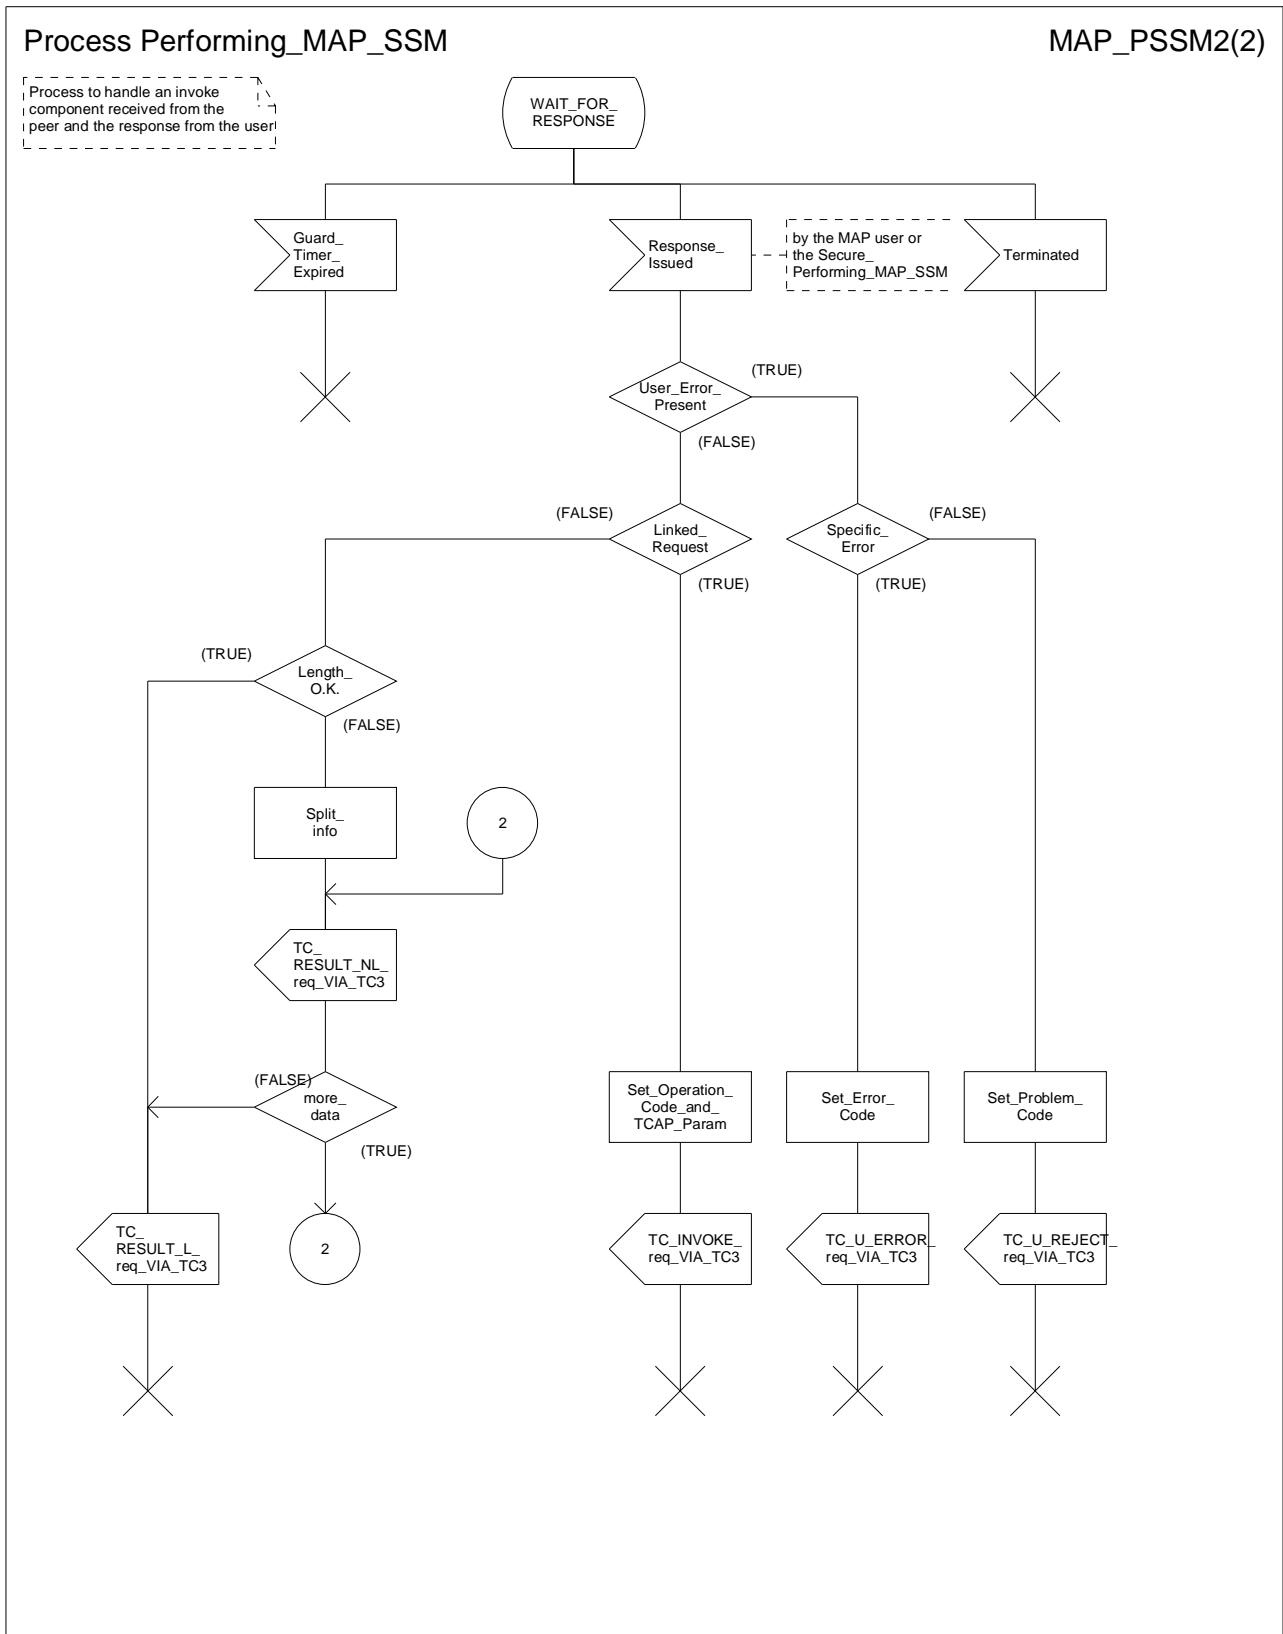 Process Performing_MAP_SSM
MAP_PSSM2(2)
Process to handle an invoke
component received from the
peer and the response from the user
WAIT_FOR_
RESPONSE
Guard_
Timer_
Expired
Response_
Issued
by the MAP user or
the Secure_
Performing_MAP_SSM
Terminated
User_Error_
Present
(TRUE)
(FALSE)
(FALSE)
Linked_
Request
(TRUE)
Specific_
Error
(FALSE)
(TRUE)
(TRUE)
Length_
O.K.
(FALSE)
Split_
info
2
TC_
RESULT_NL_
req_VIA_TC3
(FALSE)
more_
data
(TRUE)
Set_Operation_
Code_and_
TCAP_Param
Set_Error_
Code
Set_Problem_
Code
TC_
RESULT_L_
req_VIA_TC3
2
TC_INVOKE_
req_VIA_TC3
TC_U_ERROR_
req_VIA_TC3
TC_U_REJECT_
req_VIA_TC3